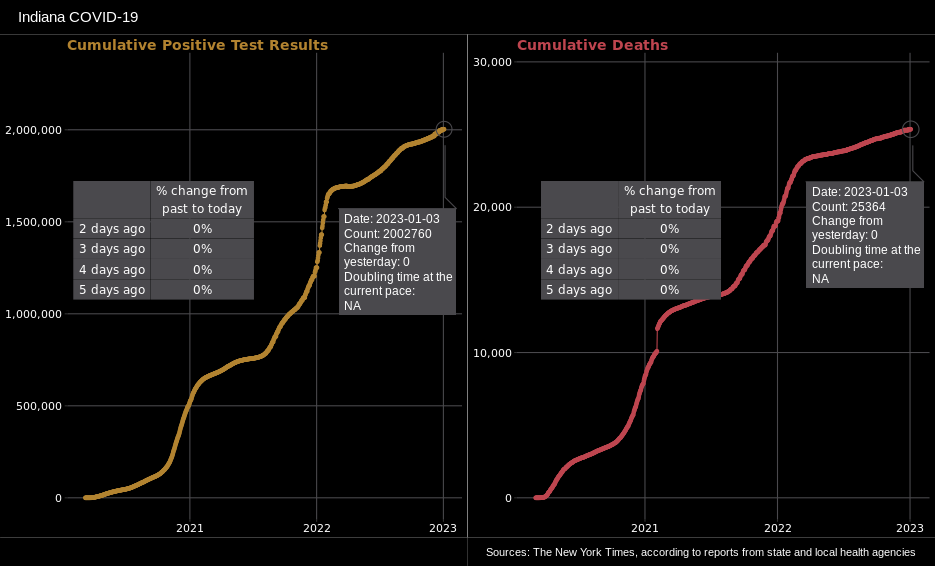 Indiana COVID-19
Cumulative Positive Test Results
2,000,000
1,500,000
1,000,000
500,000
0
2021
2022
2023
% change from
past to today
2 days ago 0%
3 days ago 0%
4 days ago 0%
5 days ago 0%
Date: 2023-01-03
Count: 2002760
Change from
yesterday: 0
Doubling time at the
current pace:
NA
Cumulative Deaths
30,000
20,000
10,000
0
2021
2022
2023
% change from
past to today
2 days ago 0%
3 days ago 0%
4 days ago 0%
5 days ago 0%
Date: 2023-01-03
Count: 25364
Change from
yesterday: 0
Doubling time at the
current pace:
NA
Sources: The New York Times, according to reports from state and local health agencies